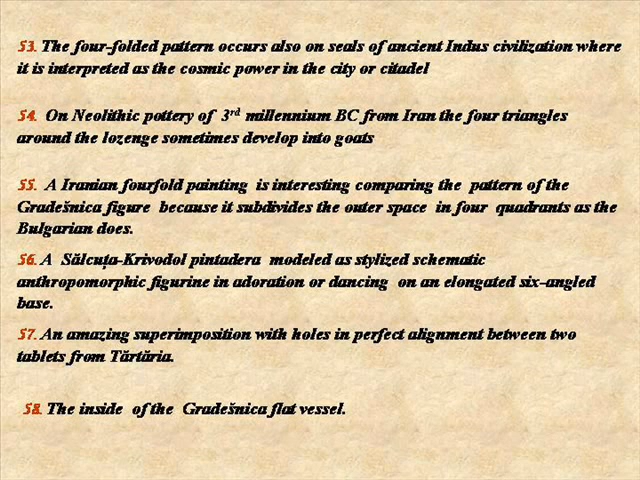 53. The four-folded pattern occurs also on seals of ancient Indus civilization where
it is interpreted as the cosmic power in the city or citadel
54. On Neolithic pottery of 3rd millennium BC from Iran the four triangles
around the lozenge sometimes develop into goats
55. A Iranian fourfold painting is interesting comparing the pattern of the
Gradešnica figure because it subdivides the outer space in four quadrants as the
Bulgarian does.
56. A Sălcuţa-Krivodol pintadera modeled as stylized schematic
anthropomorphic figurine in adoration or dancing on an elongated six-angled
base.
57. An amazing superimposition with holes in perfect alignment between two
tablets from Tărtăria.
58. The inside of the Gradešnica flat vessel.